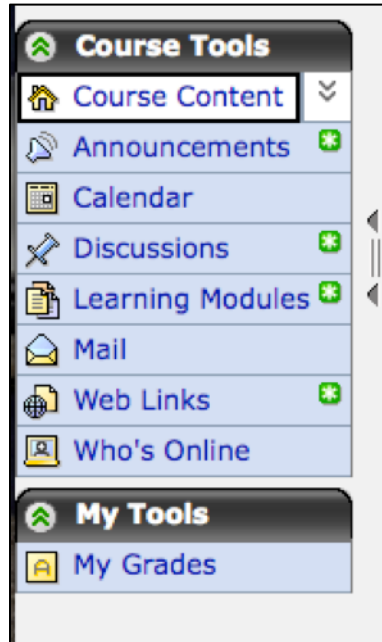 Course Tools
Course Content
Announcements
Calendar
Discussions
Learning Modules
Mail
Web Links
Who's Online
My Tools
My Grades